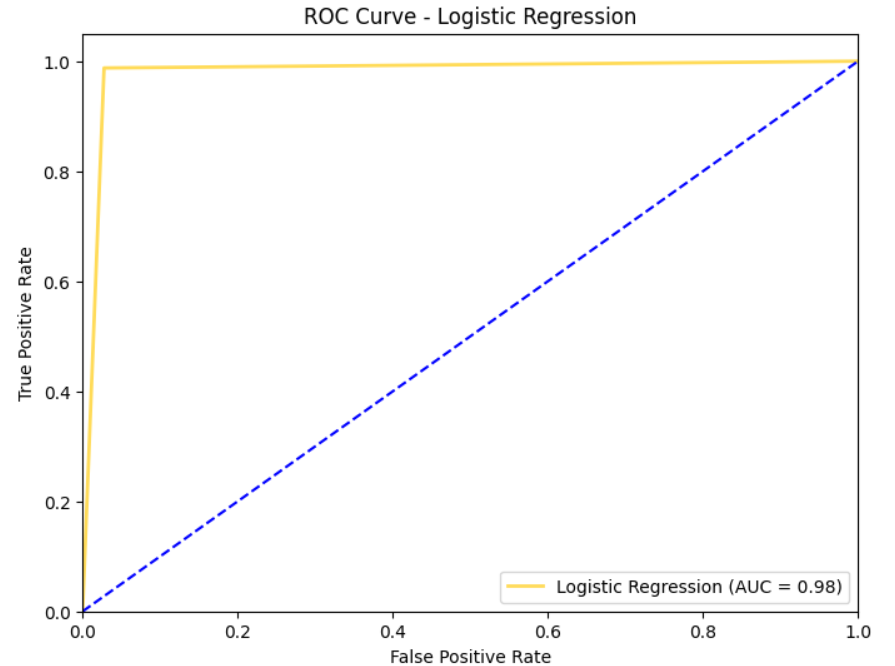 ROC Curve - Logistic Regression
1.0
0.8
0.6
0.4
0.2
0.0
True Positive Rate
Logistic Regression (AUC = 0.98)
0.0 0.2 0.4 0.6 0.8 1.0
False Positive Rate